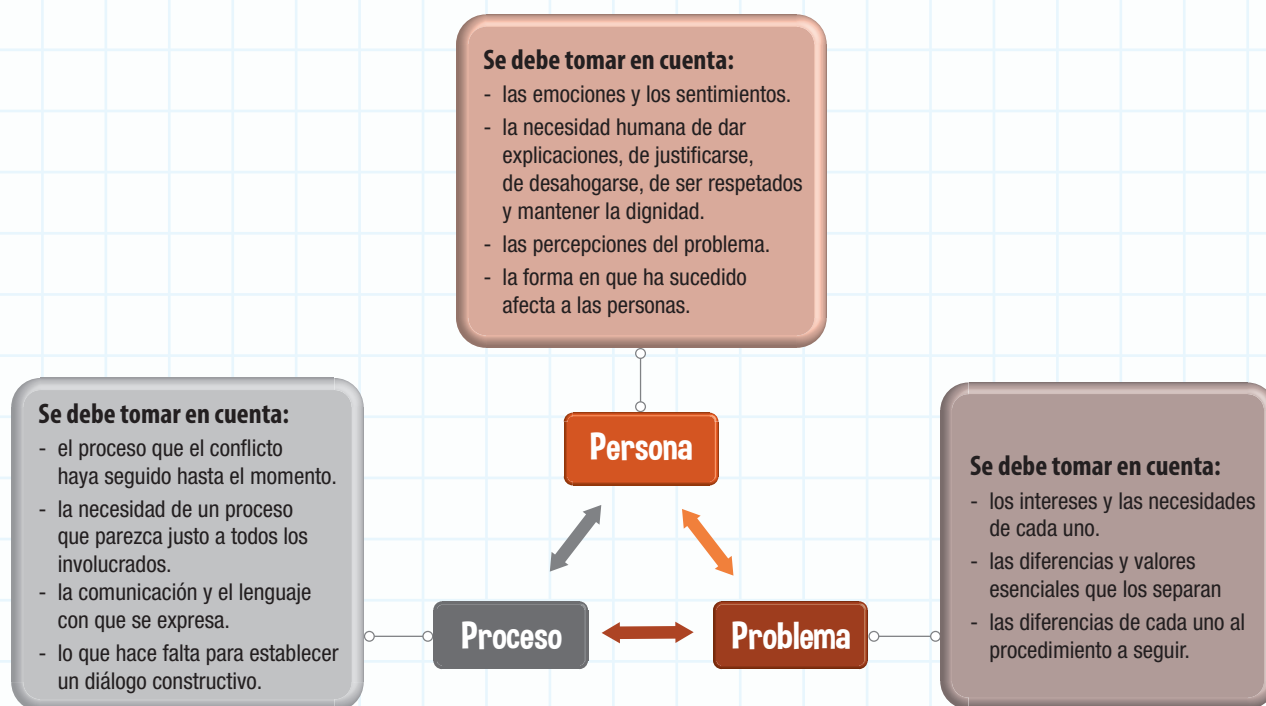 Se debe tomar en cuenta:
- las emociones y los sentimientos.
- la necesidad humana de dar
explicaciones, de justificarse,
de desahogarse, de ser respetados
y mantener la dignidad.
- las percepciones del problema.
- la forma en que ha sucedido
afecta a las personas.
Persona
Se debe tomar en cuenta:
- el proceso que el conflicto
haya seguido hasta el momento.
- la necesidad de un proceso
que parezca justo a todos los
involucrados.
- la comunicación y el lenguaje
con que se expresa.
- lo que hace falta para establecer
un diálogo constructivo.
Proceso
Problema
Se debe tomar en cuenta:
- los intereses y las necesidades
de cada uno.
- las diferencias y valores
esenciales que los separan
- las diferencias de cada uno al
procedimiento a seguir.